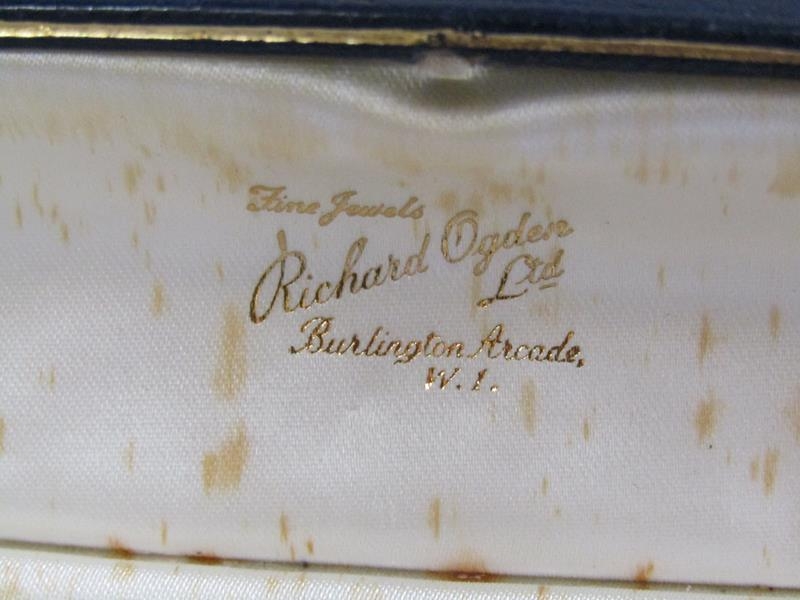 Fine Jewels
Richard Ogden
Ltd
Burlington Arcade,
W.1.